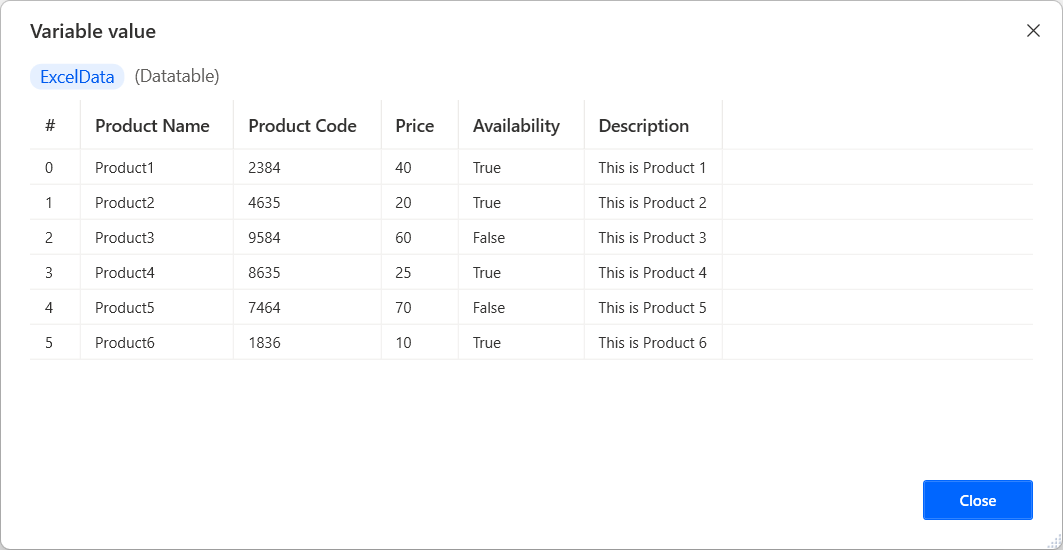 Variable value
ExcelData (Datatable)
# Product Name Product Code Price Availability Description
0 Product1 2384 40 True This is Product 1
1 Product2 4635 20 True This is Product 2
2 Product3 9584 60 False This is Product 3
3 Product4 8635 25 True This is Product 4
4 Product5 7464 70 False This is Product 5
5 Product6 1836 10 True This is Product 6
Close